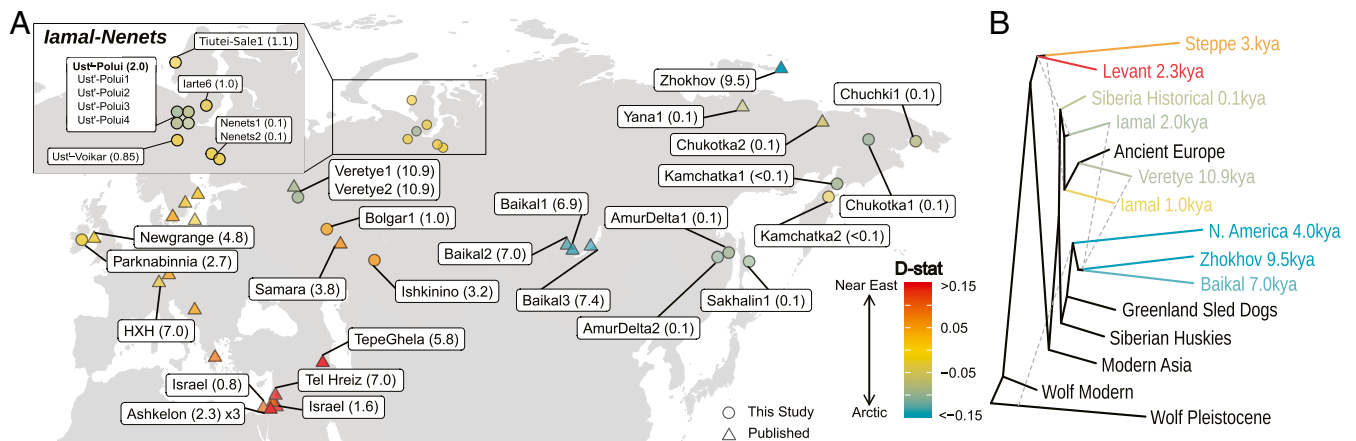 A
Iamal-Nenets
Tiutei-Sale1 (1.1)
Ust'-Polui (2.0)
Ust'-Polui1
Ust'-Polui2
Ust'-Polui3
Ust'-Polui4
Iarte6 (1.0)
Nenets1 (0.1)
Nenets2 (0.1)
Ust'-Voikar (0.85)
Zhokhov (9.5)
Yana1 (0.1)
Chuchki1 (0.1)
Chukotka2 (0.1)
Veretye1 (10.9)
Veretye2 (10.9)
Kamchatka1 (<0.1)
Chukotka1 (0.1)
Baikal1 (6.9)
Bolgar1 (1.0)
AmurDelta1 (0.1)
Kamchatka2 (<0.1)
Newgrange (4.8)
Baikal2 (7.0)
Parknabinnia (2.7)
Samara (3.8)
Ishkinino (3.2)
Baikal3 (7.4)
Sakhalin1 (0.1)
HXH (7.0)
AmurDelta2 (0.1)
TepeGhela (5.8)
Israel (0.8)
Tel Hreiz (7.0)
Ashkelon (2.3) x3
Israel (1.6)
D-stat
Near East
>0.15
0.05
−0.05
Arctic
<−0.15
This Study
Published
B
Steppe 3.kya
Levant 2.3kya
Siberia Historical 0.1kya
Iamal 2.0kya
Ancient Europe
Veretye 10.9kya
Iamal 1.0kya
N. America 4.0kya
Zhokhov 9.5kya
Baikal 7.0kya
Greenland Sled Dogs
Siberian Huskies
Modern Asia
Wolf Modern
Wolf Pleistocene